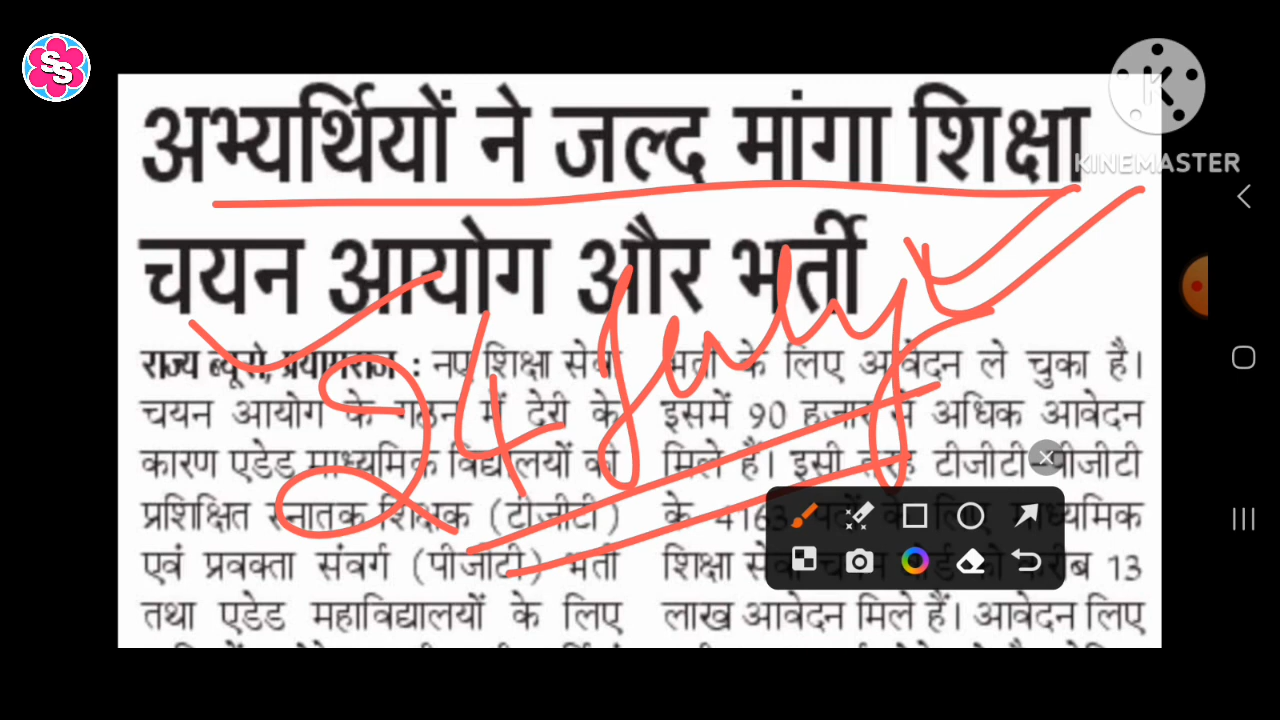 SS
KINEMASTER
अभ्यर्थियों ने जल्द मांगा शिक्षा
चयन आयोग और भर्ती
राज्य ब्यूरो, प्रयागराज : नए शिक्षा सेवा
चयन आयोग के गठन में देरी के
कारण एडेड माध्यमिक विद्यालयों की
प्रशिक्षित स्नातक शिक्षक (टीजीटी)
एवं प्रवक्ता संवर्ग (पीजीटी) भर्ती
तथा एडेड महाविद्यालयों के लिए
भर्ती के लिए आवेदन ले चुका है।
इसमें 90 हजार से अधिक आवेदन
मिले हैं। इसी तरह टीजीटी-पीजीटी
के 4163 पदों के लिए माध्यमिक
शिक्षा सेवा चयन बोर्ड को करीब 13
लाख आवेदन मिले हैं। आवेदन लिए
24 July